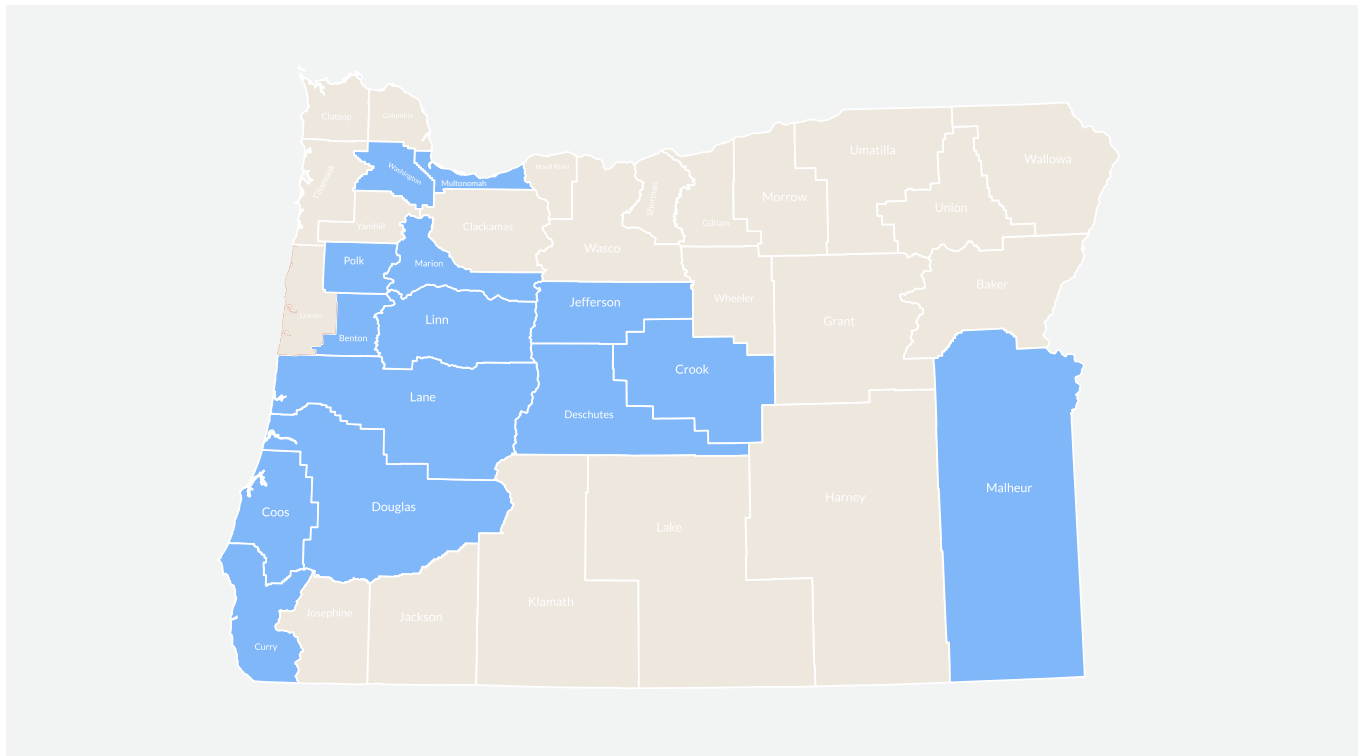 Clatsop
Columbia
Tillamook
Washington
Multnomah
Hood River
Sherman
Gilliam
Morrow
Umatilla
Wallowa
Union
Yamhill
Clackamas
Wasco
Polk
Marion
Jefferson
Wheeler
Grant
Baker
Lincoln
Benton
Linn
Crook
Lane
Deschutes
Malheur
Harney
Coos
Douglas
Lake
Klamath
Josephine
Jackson
Curry